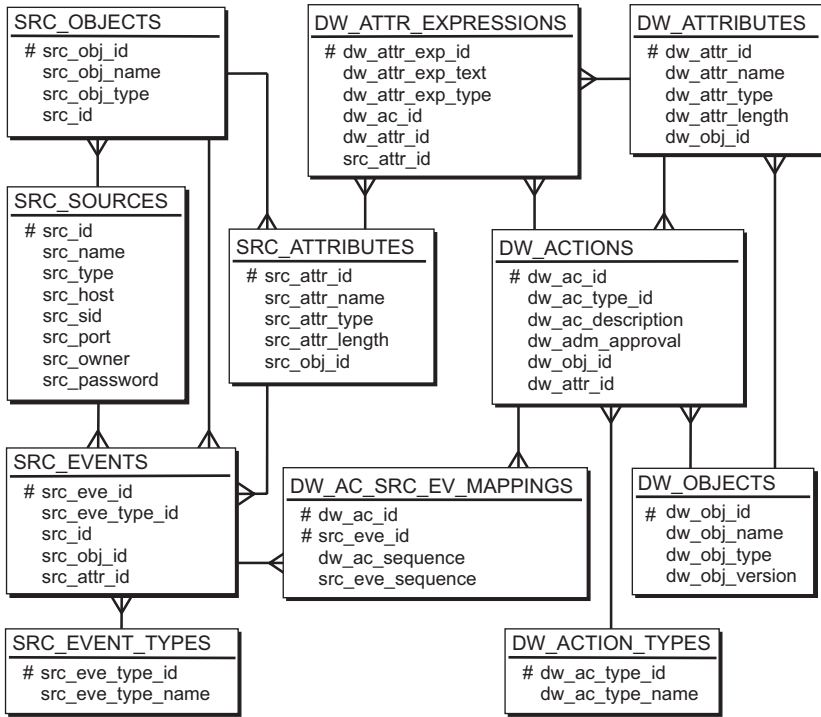 SRC_OBJECTS
# src_obj_id
src_obj_name
src_obj_type
src_id
DW_ATTR_EXPRESSIONS
# dw_attr_exp_id
dw_attr_exp_text
dw_attr_exp_type
dw_ac_id
dw_attr_id
src_attr_id
DW_ATTRIBUTES
# dw_attr_id
dw_attr_name
dw_attr_type
dw_attr_length
dw_obj_id
SRC_SOURCES
# src_id
src_name
src_type
src_host
src_sid
src_port
src_owner
src_password
SRC_ATTRIBUTES
# src_attr_id
src_attr_name
src_attr_type
src_attr_length
src_obj_id
DW_ACTIONS
# dw_ac_id
dw_ac_type_id
dw_ac_description
dw_adm_approval
dw_obj_id
dw_attr_id
SRC_EVENTS
# src_eve_id
src_eve_type_id
src_id
src_obj_id
src_attr_id
DW_AC_SRC_EV_MAPPINGS
# dw_ac_id
# src_eve_id
dw_ac_sequence
src_eve_sequence
DW_OBJECTS
# dw_obj_id
dw_obj_name
dw_obj_type
dw_obj_version
SRC_EVENT_TYPES
# src_eve_type_id
src_eve_type_name
DW_ACTION_TYPES
# dw_ac_type_id
dw_ac_type_name